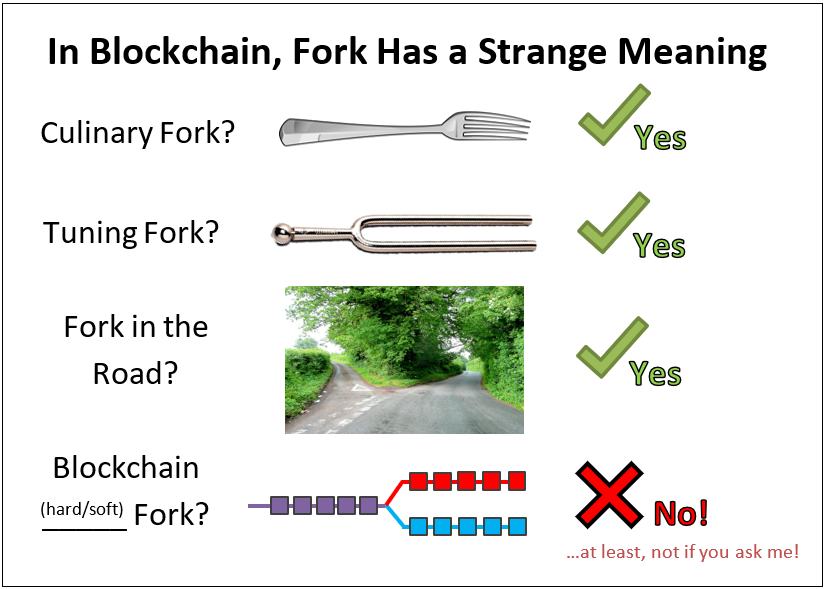 In Blockchain, Fork Has a Strange Meaning
Culinary Fork?
Yes
Tuning Fork?
Yes
Fork in the
Road?
Yes
Blockchain
(hard/soft) Fork?
No!
...at least, not if you ask me!